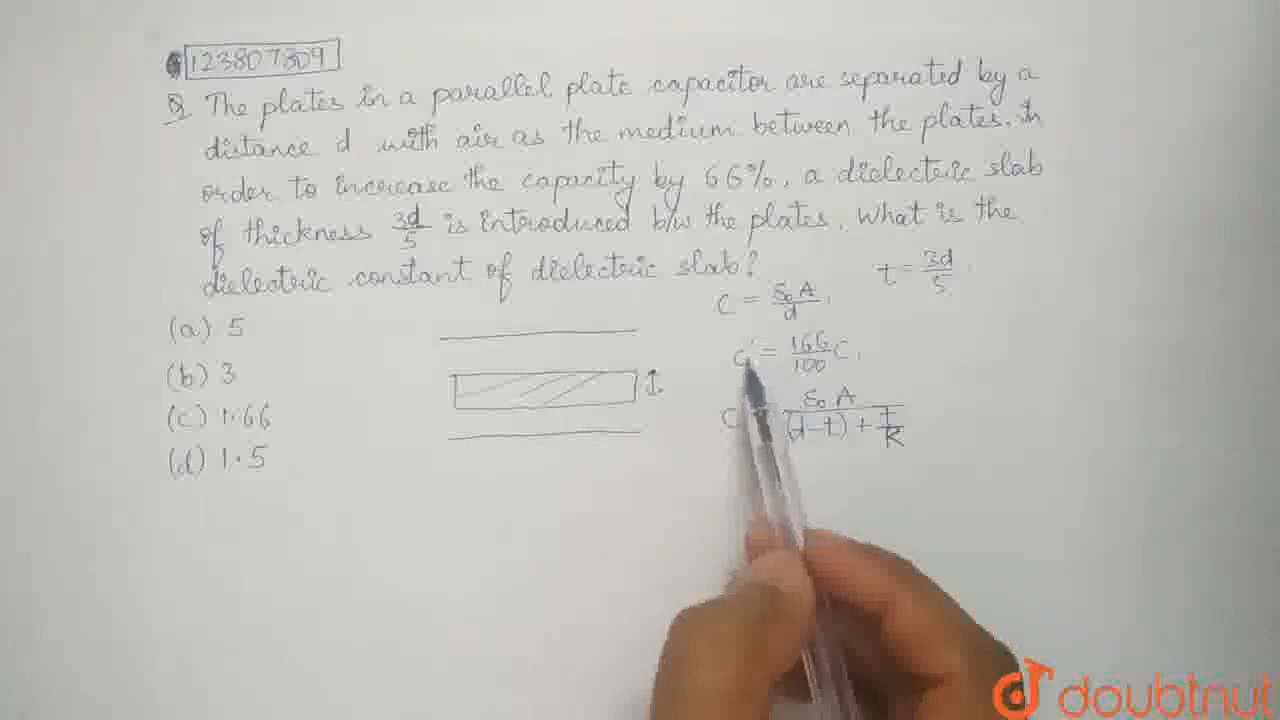 123807309
Q The plates in a parallel plate capacitor are separated by a
distance d with air as the medium between the plates. In
order to increase the capacity by 66%, a dielectric slab
of thickness 3d/5 is introduced b/w the plates. What is the
dielectric constant of dielectric slab?
t = 3d/5.
(a) 5
(b) 3
(c) 1.66
(d) 1.5
C = ε₀A/d.
C' = 166/100 C.
C = ε₀A/((d-t) + t/K)
doubtnut